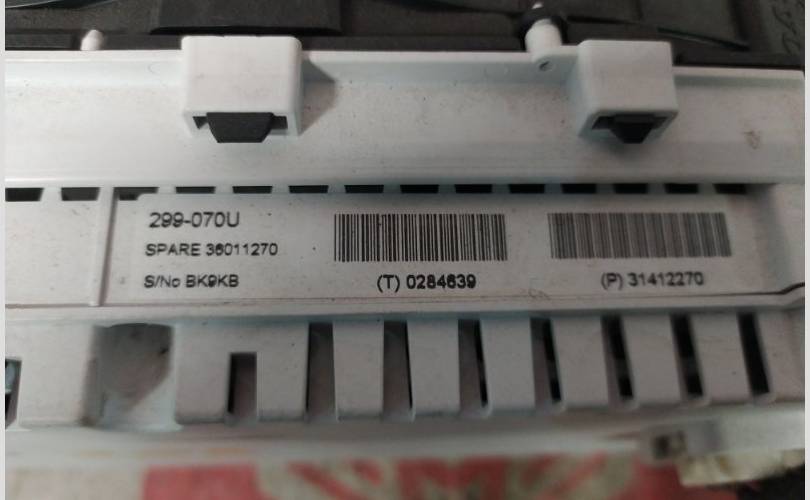 299-070U
SPARE 36011270
S/No BK9KB
(T) 0284639
(P) 31412270